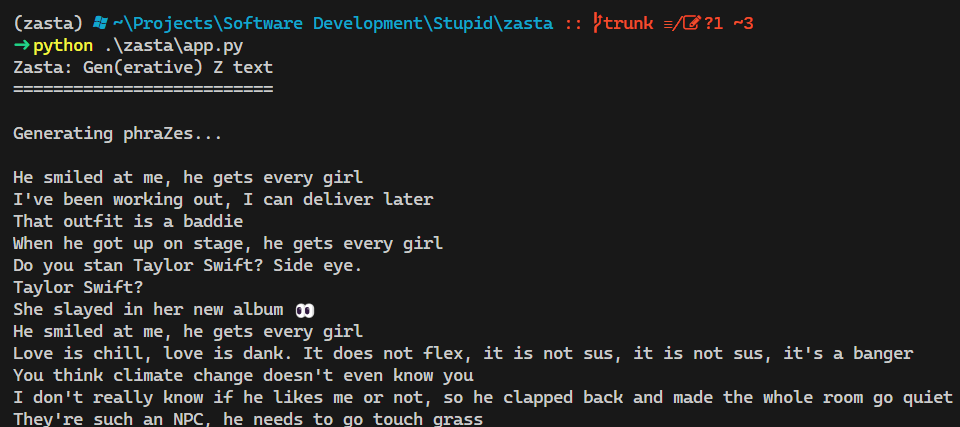 (zasta) ~\Projects\Software Development\Stupid\zasta :: trunk ≡/?1 ~3
➜ python .\zasta\app.py
Zasta: Gen(erative) Z text
==========================
Generating phraZes...
He smiled at me, he gets every girl
I've been working out, I can deliver later
That outfit is a baddie
When he got up on stage, he gets every girl
Do you stan Taylor Swift? Side eye.
Taylor Swift?
She slayed in her new album 👀
He smiled at me, he gets every girl
Love is chill, love is dank. It does not flex, it is not sus, it is not sus, it's a banger
You think climate change doesn't even know you
I don't really know if he likes me or not, so he clapped back and made the whole room go quiet
They're such an NPC, he needs to go touch grass